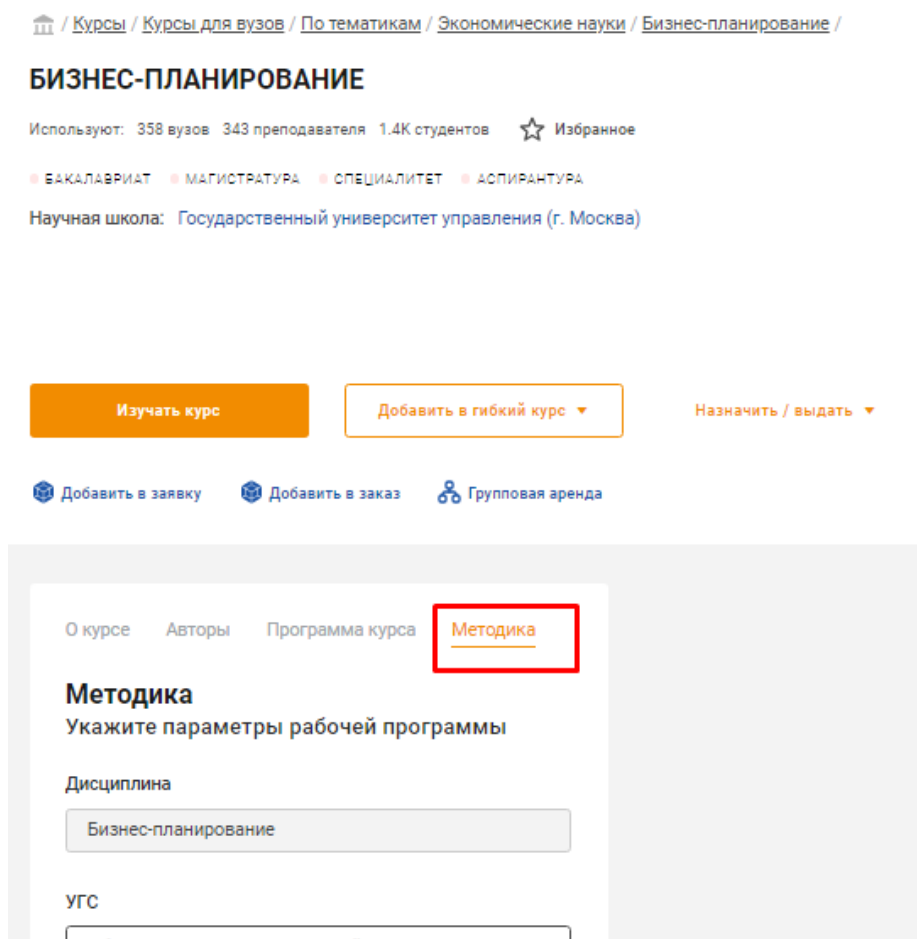 / Курсы / Курсы для вузов / По тематикам / Экономические науки / Бизнес-планирование /
БИЗНЕС-ПЛАНИРОВАНИЕ
Используют: 358 вузов 343 преподавателя 1.4К студентов Избранное
БАКАЛАВРИАТ МАГИСТРАТУРА СПЕЦИАЛИТЕТ АСПИРАНТУРА
Научная школа: Государственный университет управления (г. Москва)
Изучать курс Добавить в гибкий курс Назначить / выдать
Добавить в заявку Добавить в заказ Групповая аренда
О курсе Авторы Программа курса Методика
Методика
Укажите параметры рабочей программы
Дисциплина
Бизнес-планирование
УГС